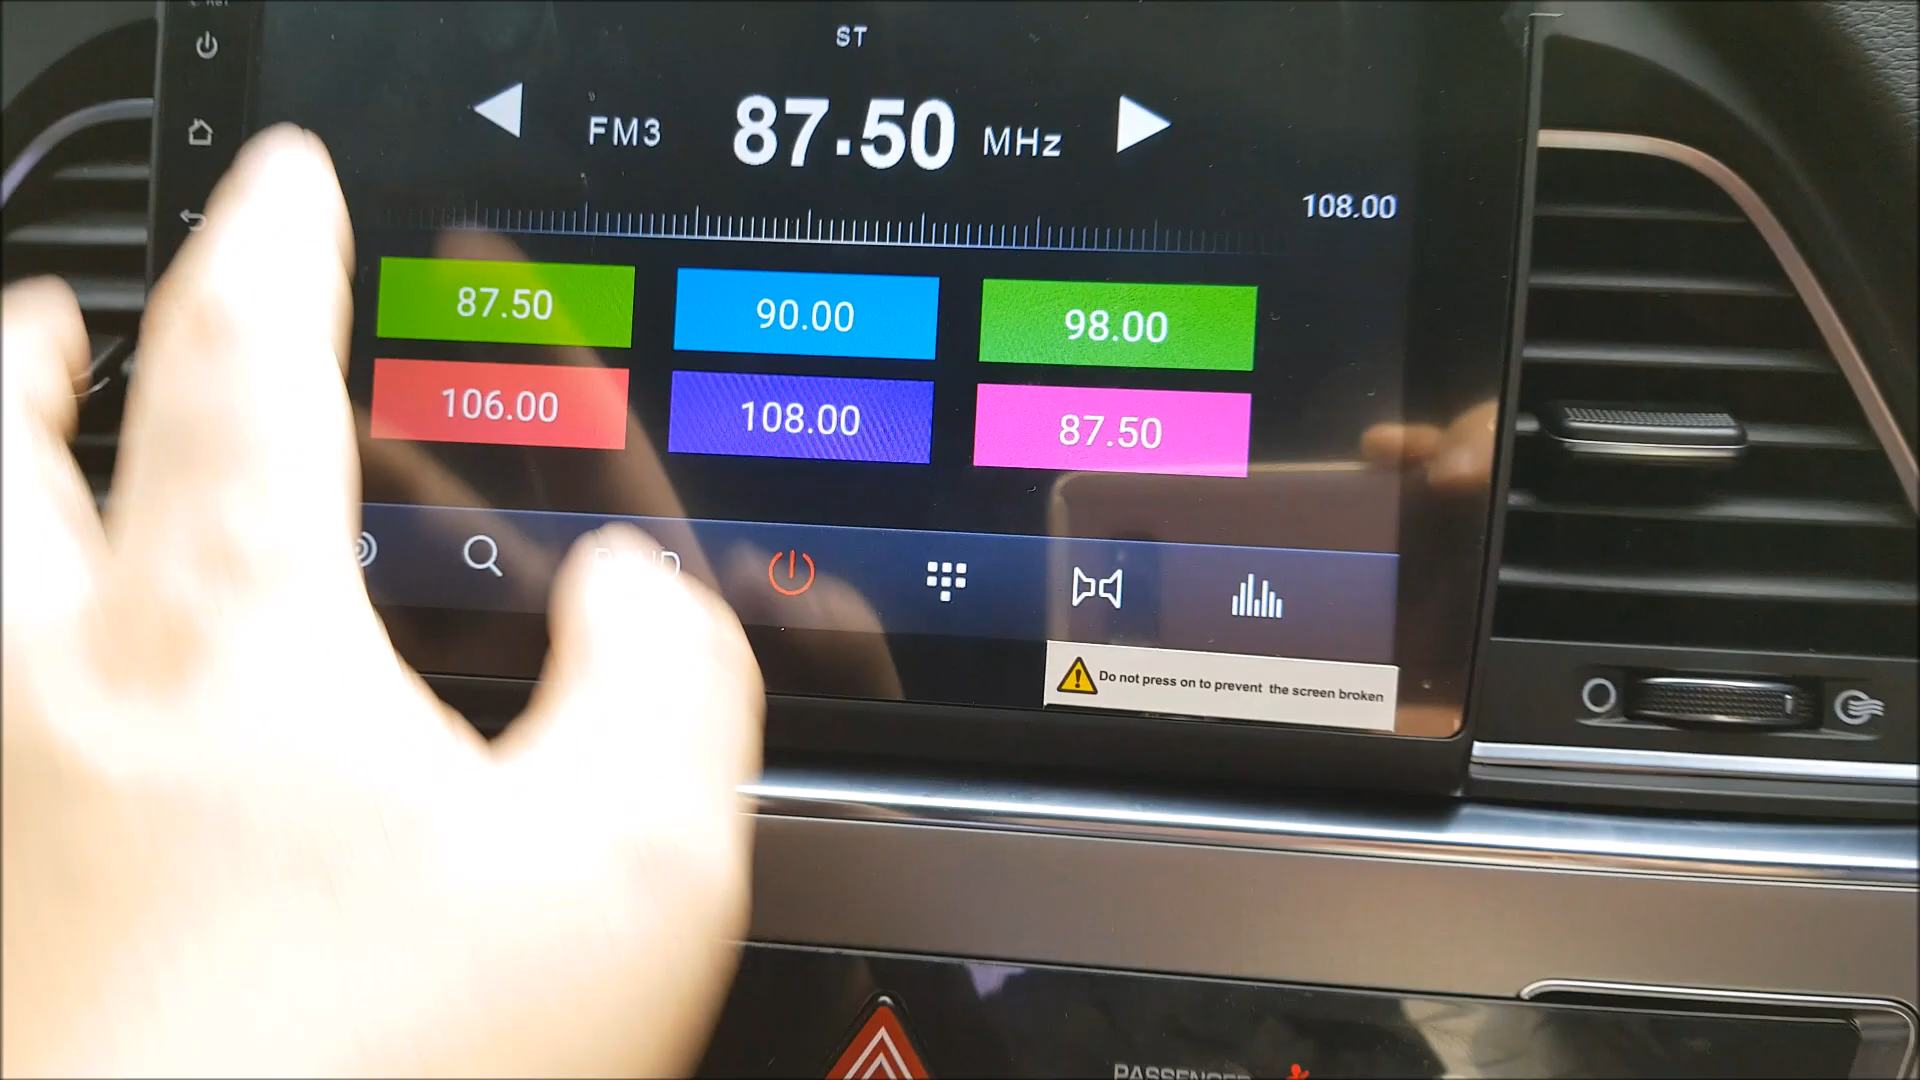 ST
FM3 87.50 MHz
108.00
87.50 90.00 98.00
106.00 108.00 87.50
Do not press on to prevent the screen broken
PASSENGER